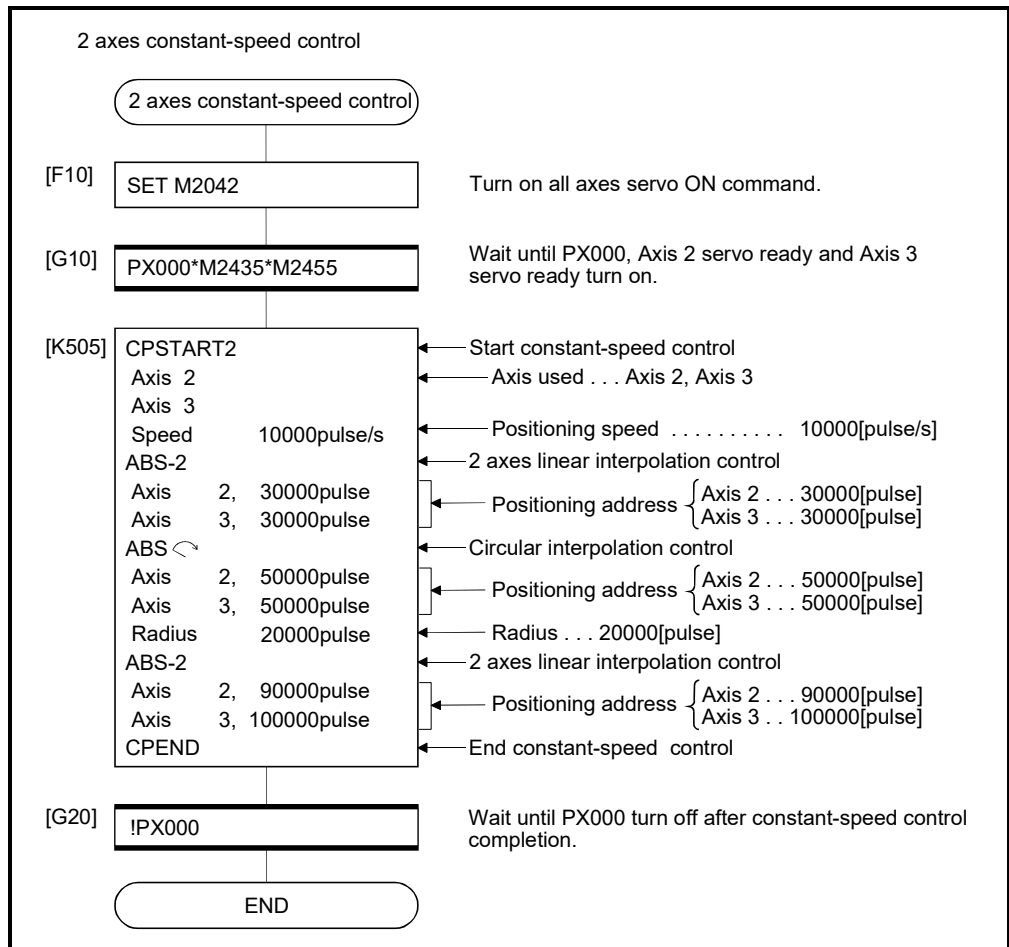 2 axes constant-speed control
2 axes constant-speed control
[F10] SET M2042 Turn on all axes servo ON command.
[G10] PX000*M2435*M2455 Wait until PX000, Axis 2 servo ready and Axis 3
servo ready turn on.
[K505] CPSTART2 Start constant-speed control
Axis 2 Axis used . . . Axis 2, Axis 3
Axis 3
Speed 10000pulse/s Positioning speed . . . . . . . . . . 10000[pulse/s]
ABS-2 2 axes linear interpolation control
Axis 2, 30000pulse Positioning address Axis 2 . . . 30000[pulse]
Axis 3, 30000pulse Axis 3 . . . 30000[pulse]
ABS Circular interpolation control
Axis 2, 50000pulse Positioning address Axis 2 . . . 50000[pulse]
Axis 3, 50000pulse Axis 3 . . . 50000[pulse]
Radius 20000pulse Radius . . . 20000[pulse]
ABS-2 2 axes linear interpolation control
Axis 2, 90000pulse Positioning address Axis 2 . . . 90000[pulse]
Axis 3, 100000pulse Axis 3 . . 100000[pulse]
CPEND End constant-speed control
[G20] !PX000 Wait until PX000 turn off after constant-speed control
completion.
END